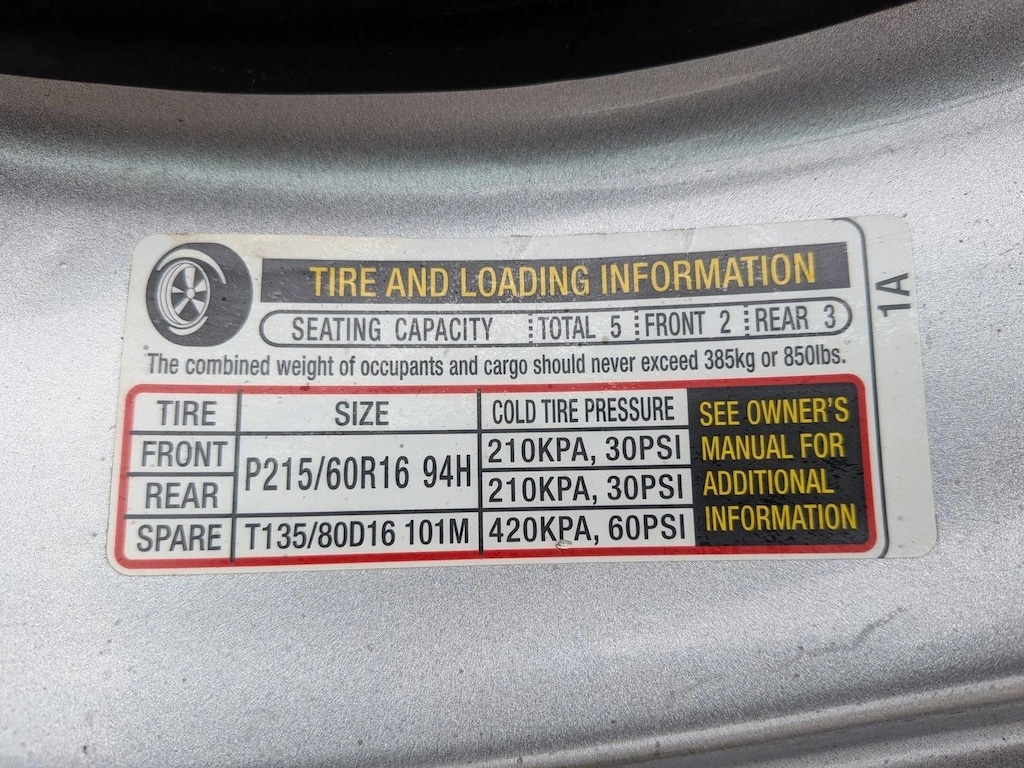 TIRE AND LOADING INFORMATION
SEATING CAPACITY TOTAL 5 FRONT 2 REAR 3
The combined weight of occupants and cargo should never exceed 385kg or 850lbs.
1A
TIRE SIZE COLD TIRE PRESSURE
FRONT P215/60R16 94H 210KPA, 30PSI
REAR 210KPA, 30PSI
SPARE T135/80D16 101M 420KPA, 60PSI
SEE OWNER'S
MANUAL FOR
ADDITIONAL
INFORMATION